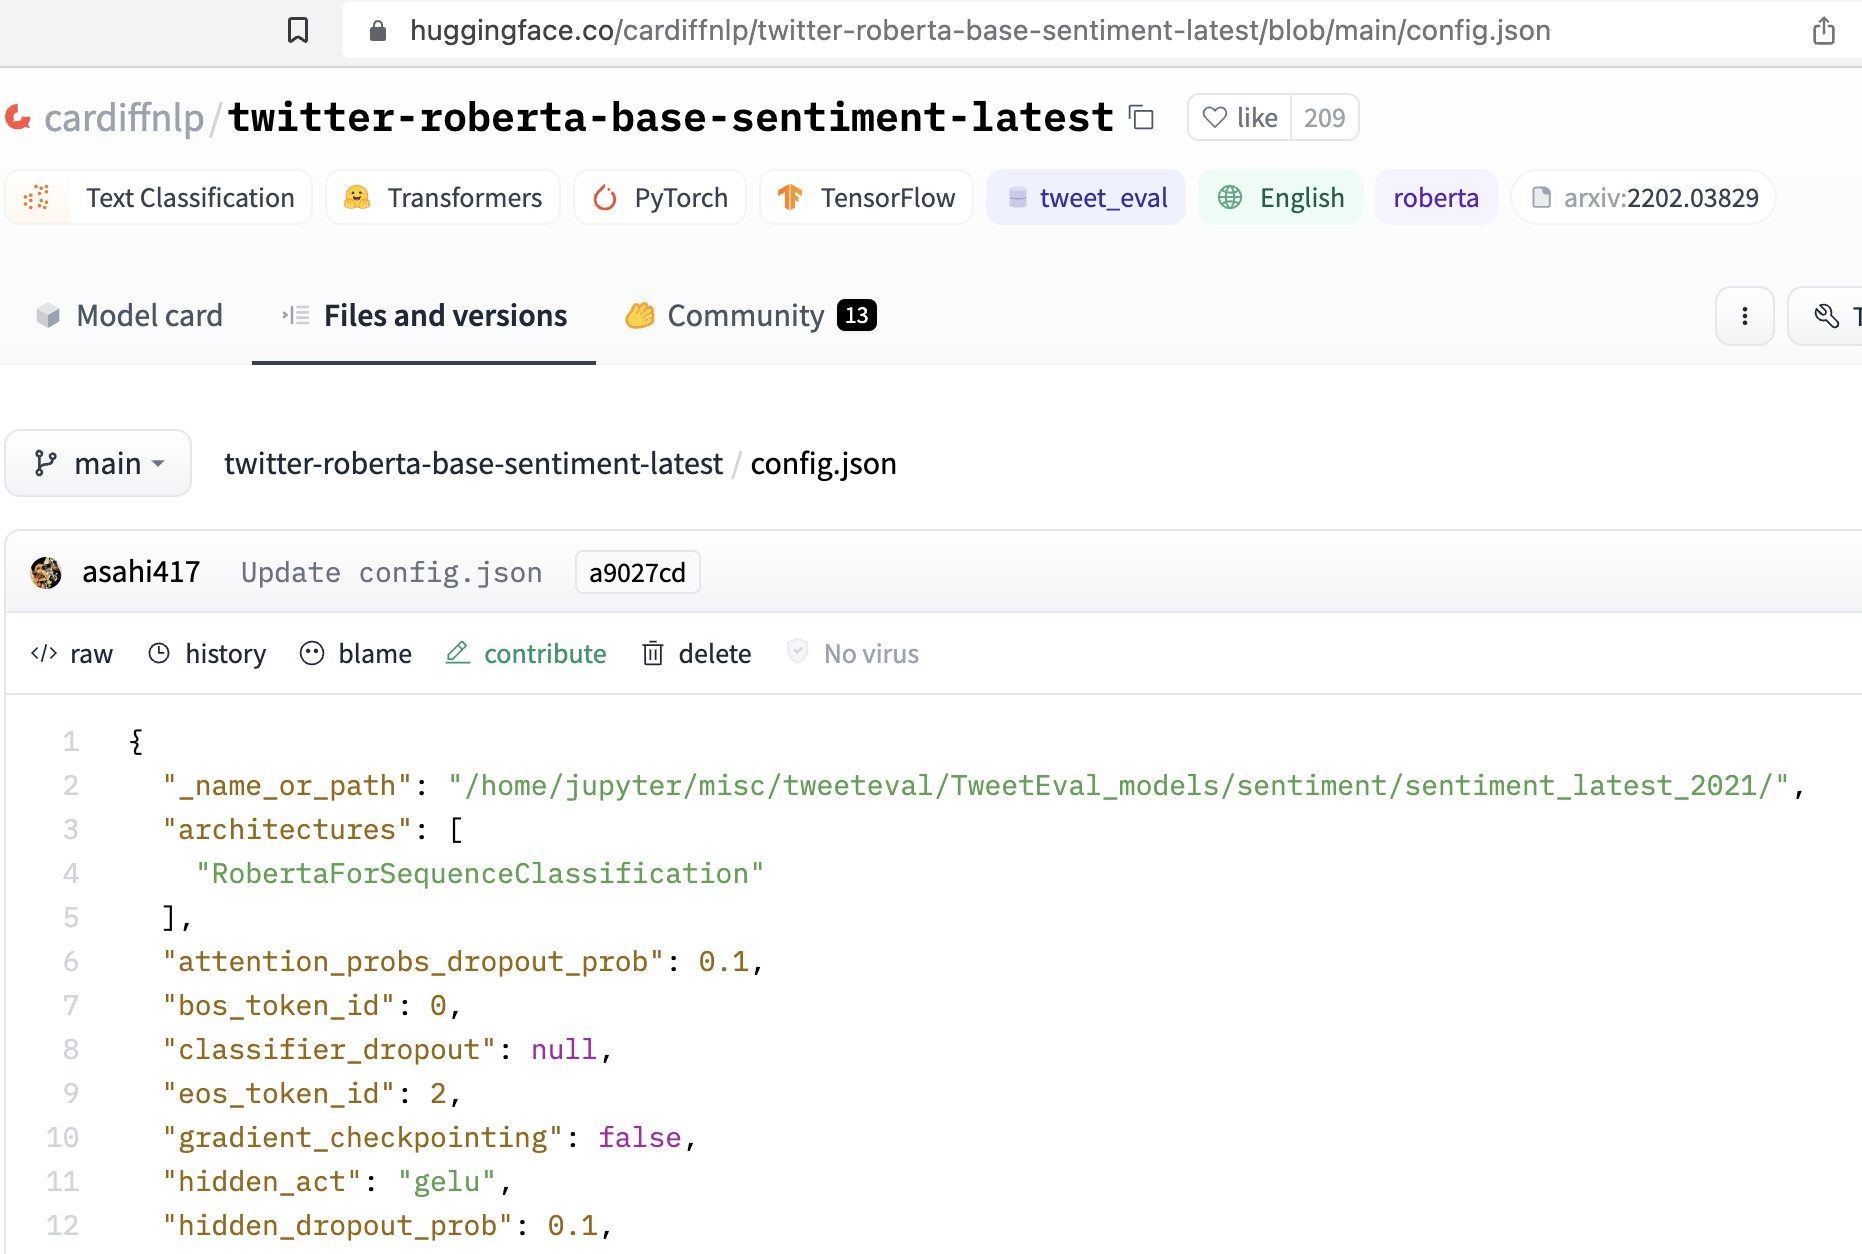 huggingface.co/cardiffnlp/twitter-roberta-base-sentiment-latest/blob/main/config.json
cardiffnlp/twitter-roberta-base-sentiment-latest like 209
Text Classification Transformers PyTorch TensorFlow tweet_eval English roberta arxiv:2202.03829
Model card Files and versions Community 13
main twitter-roberta-base-sentiment-latest / config.json
asahi417 Update config.json a9027cd
</> raw history blame contribute delete No virus
1 {
2 "_name_or_path": "/home/jupyter/misc/tweeteval/TweetEval_models/sentiment/sentiment_latest_2021/",
3 "architectures": [
4 "RobertaForSequenceClassification"
5 ],
6 "attention_probs_dropout_prob": 0.1,
7 "bos_token_id": 0,
8 "classifier_dropout": null,
9 "eos_token_id": 2,
10 "gradient_checkpointing": false,
11 "hidden_act": "gelu",
12 "hidden_dropout_prob": 0.1,